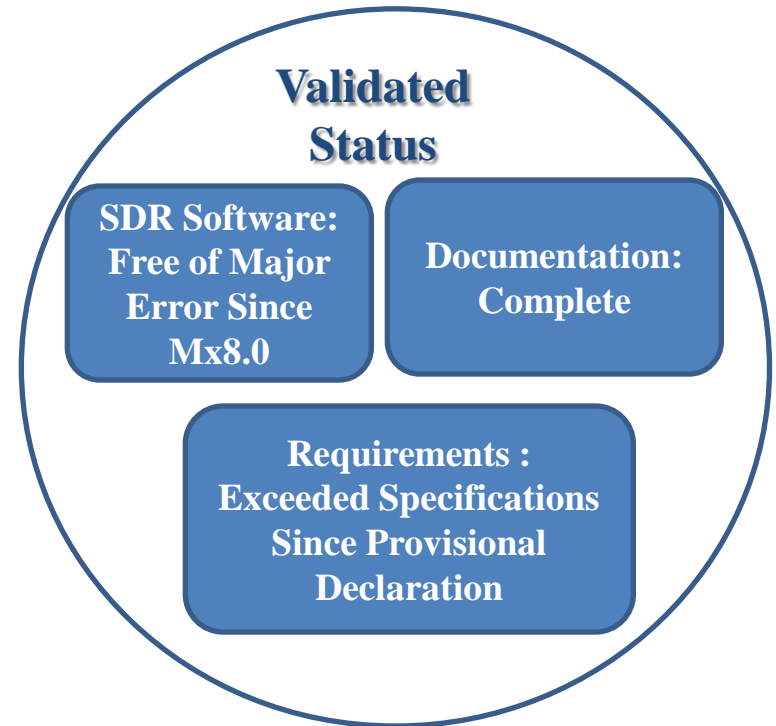 Validated
Status
SDR Software:
Free of Major
Error Since
Mx8.0
Documentation:
Complete
Requirements :
Exceeded Specifications
Since Provisional
Declaration